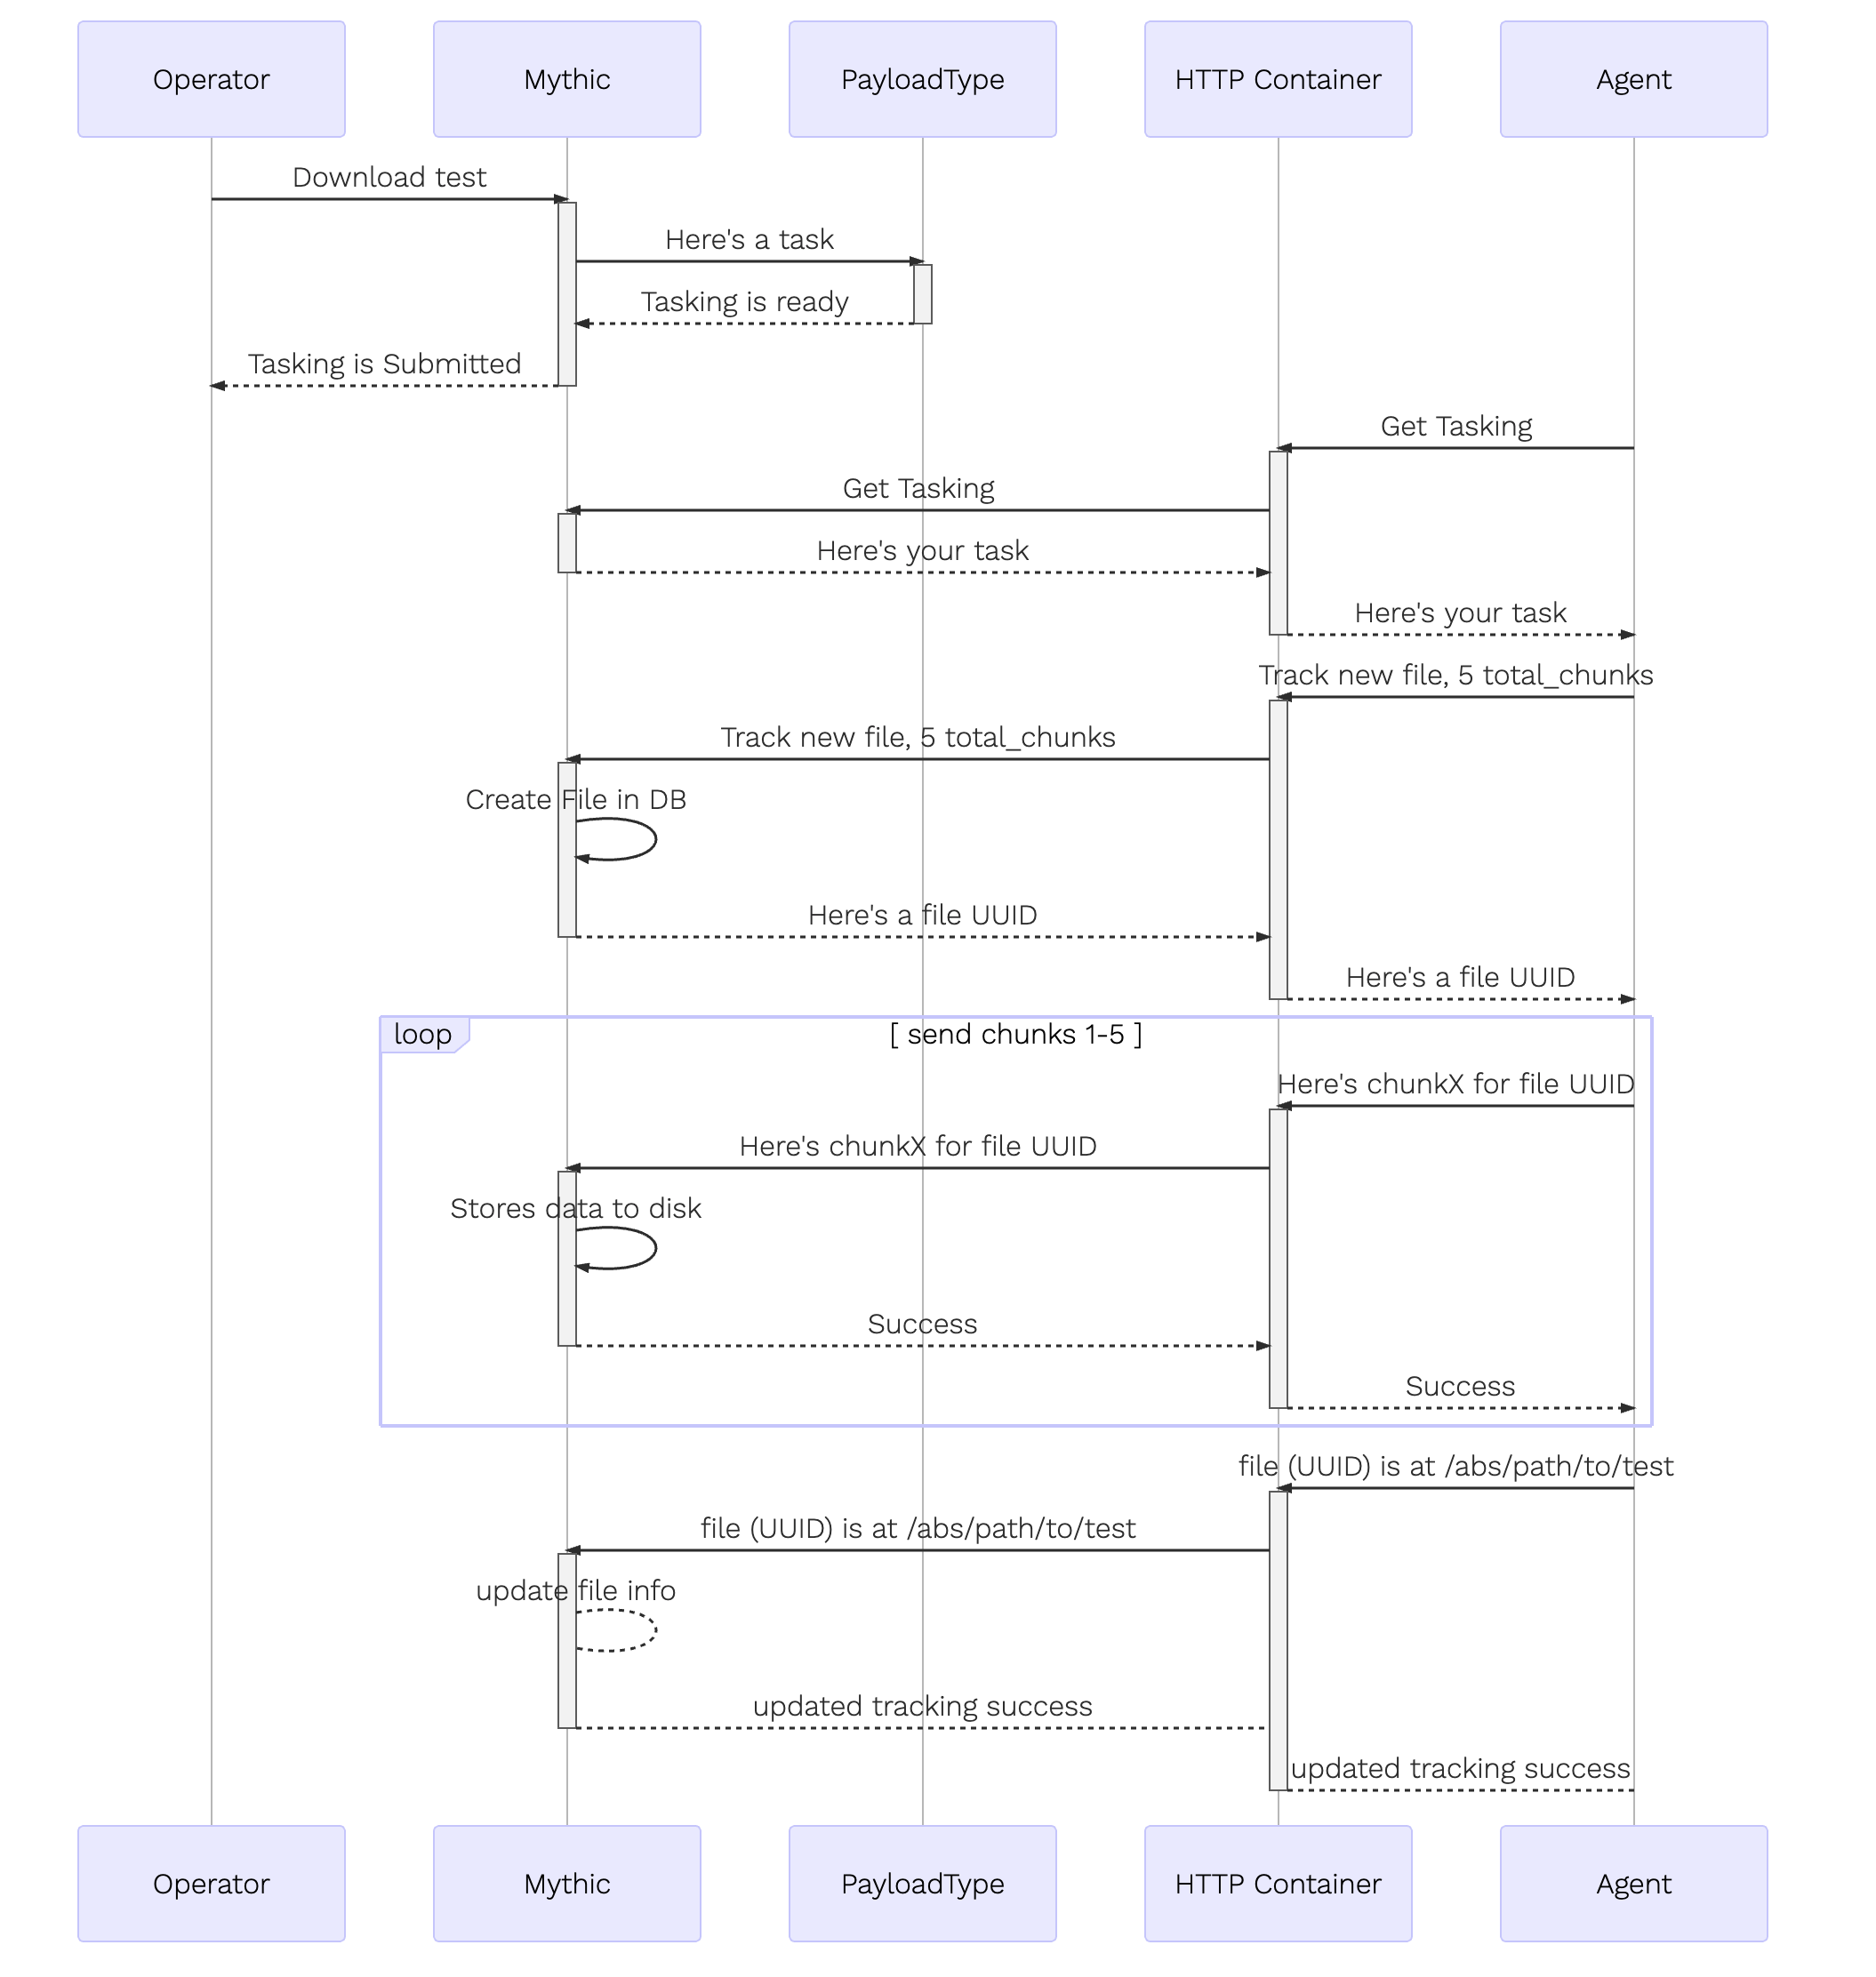 Operator
Mythic
PayloadType
HTTP Container
Agent
Download test
Here's a task
Tasking is ready
Tasking is Submitted
Get Tasking
Get Tasking
Here's your task
Here's your task
Track new file, 5 total_chunks
Track new file, 5 total_chunks
Create File in DB
Here's a file UUID
Here's a file UUID
loop
[ send chunks 1-5 ]
Here's chunkX for file UUID
Here's chunkX for file UUID
Stores data to disk
Success
Success
file (UUID) is at /abs/path/to/test
file (UUID) is at /abs/path/to/test
update file info
updated tracking success
updated tracking success
Operator
Mythic
PayloadType
HTTP Container
Agent